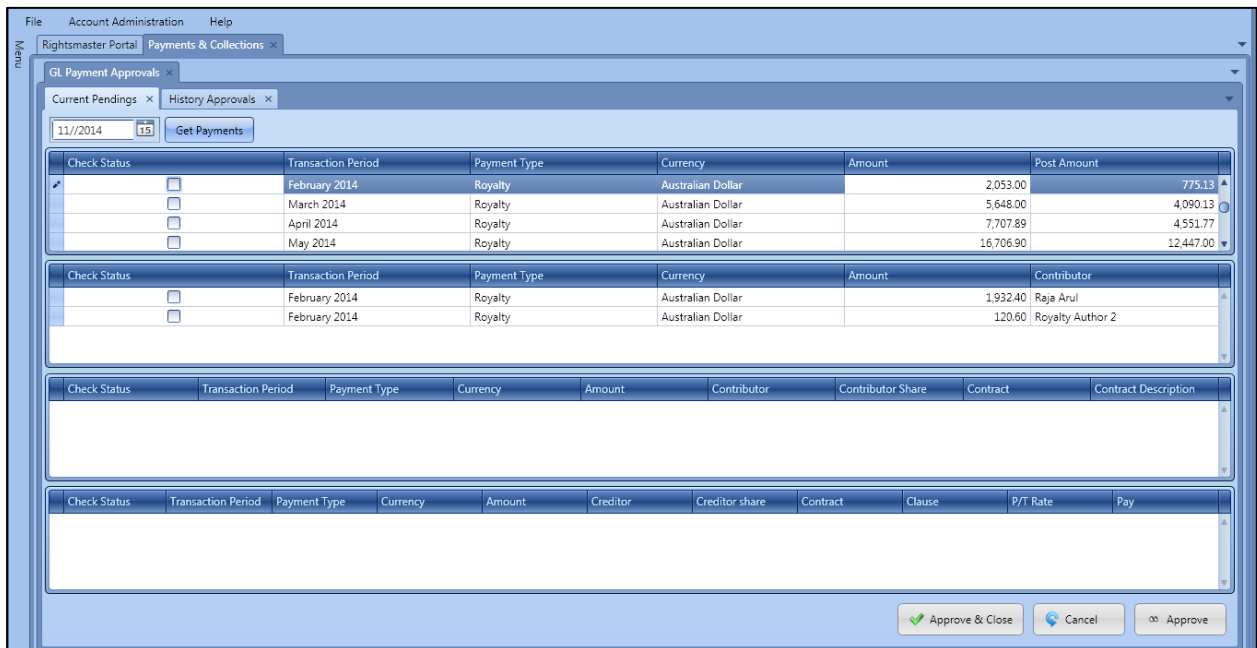 File Account Administration Help
Menu
Rightsmaster Portal Payments & Collections ×
GL Payment Approvals ×
Current Pendings × History Approvals ×
11//2014 15 Get Payments
Check Status Transaction Period Payment Type Currency Amount Post Amount
February 2014 Royalty Australian Dollar 2,053.00 775.13
March 2014 Royalty Australian Dollar 5,648.00 4,090.13
April 2014 Royalty Australian Dollar 7,707.89 4,551.77
May 2014 Royalty Australian Dollar 16,706.90 12,447.00
Check Status Transaction Period Payment Type Currency Amount Contributor
February 2014 Royalty Australian Dollar 1,932.40 Raja Arul
February 2014 Royalty Australian Dollar 120.60 Royalty Author 2
Check Status Transaction Period Payment Type Currency Amount Contributor Contributor Share Contract Contract Description
Check Status Transaction Period Payment Type Currency Amount Creditor Creditor share Contract Clause P/T Rate Pay
Approve & Close Cancel Approve